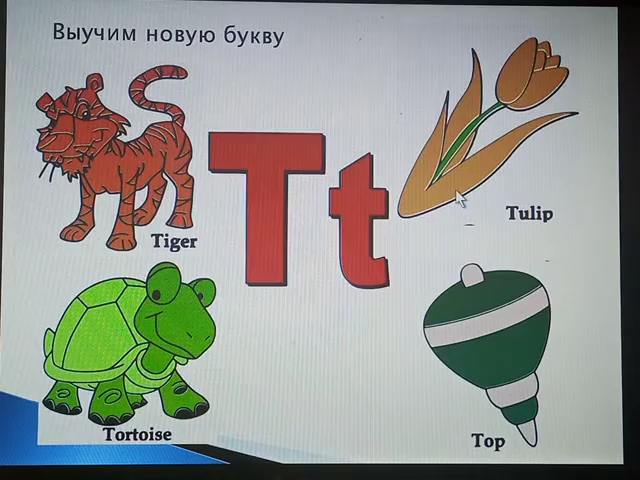 Выучим новую букву
Tt
Tiger
Tulip
Tortoise
Top